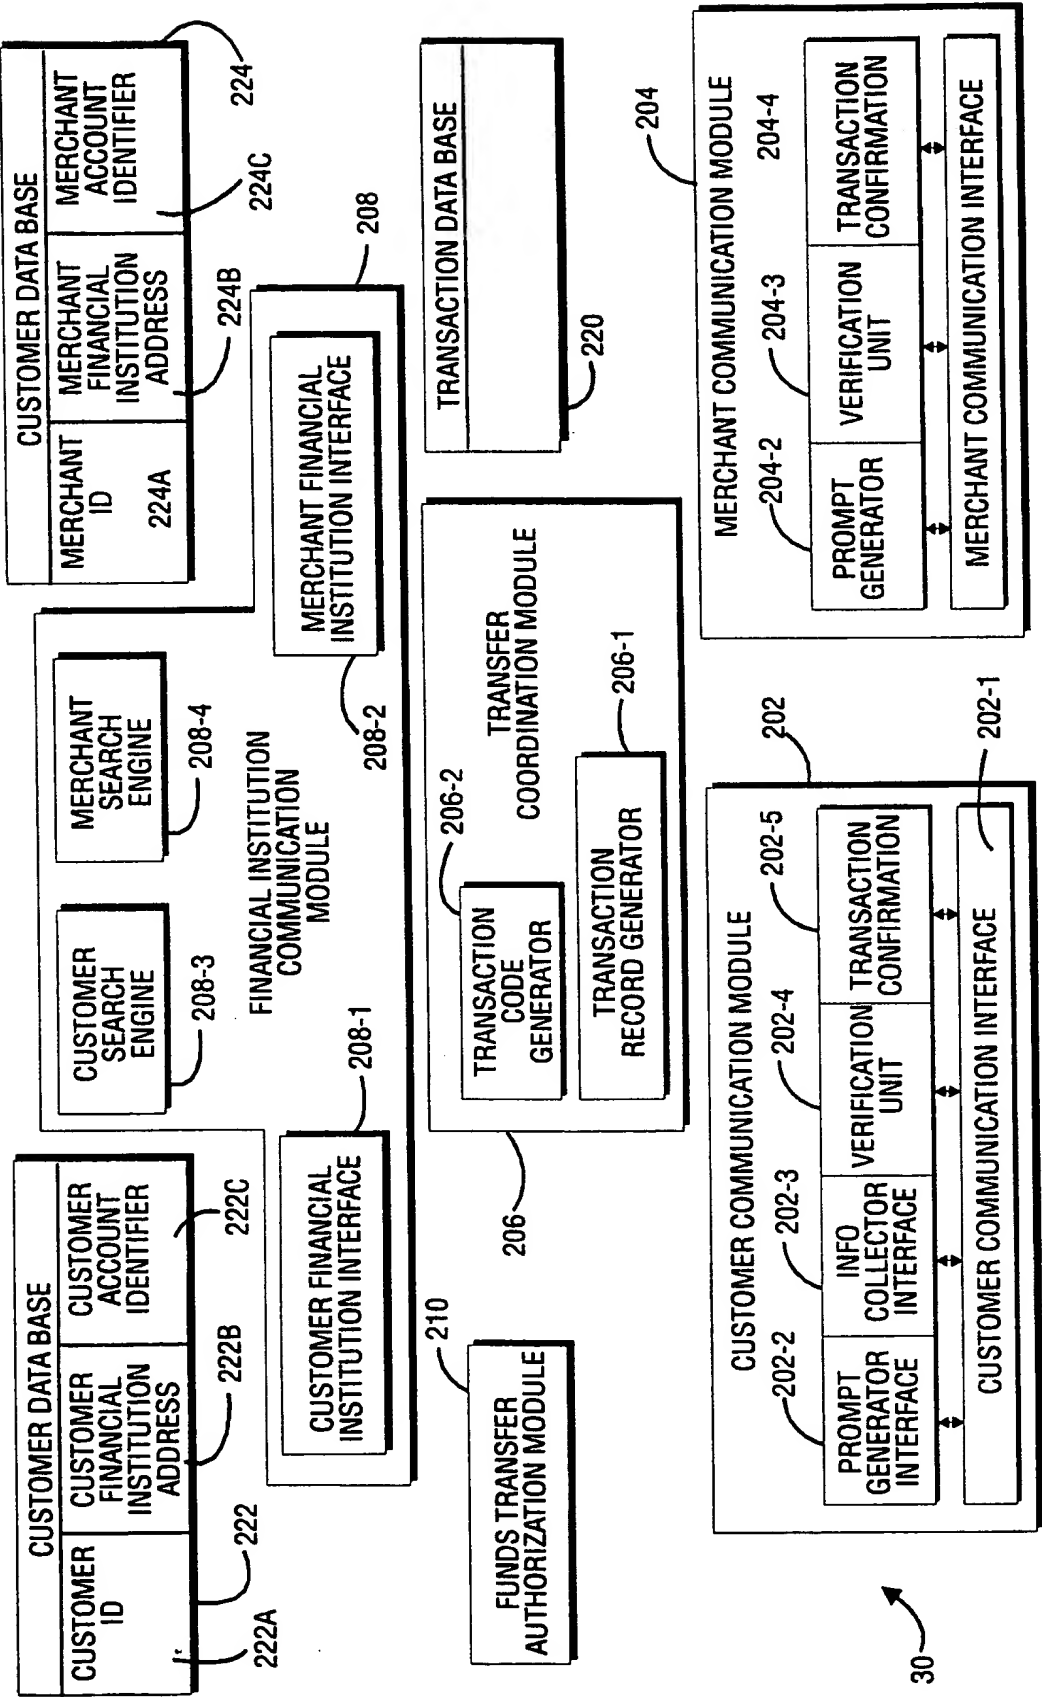 CUSTOMER DATA BASE
CUSTOMER
ID
CUSTOMER
FINANCIAL
INSTITUTION
ADDRESS
CUSTOMER
ACCOUNT
IDENTIFIER
222A
222
222B
222C
CUSTOMER
SEARCH
ENGINE
208-3
MERCHANT
SEARCH
ENGINE
208-4
FINANCIAL INSTITUTION
COMMUNICATION
MODULE
CUSTOMER FINANCIAL
INSTITUTION INTERFACE
208-1
MERCHANT FINANCIAL
INSTITUTION INTERFACE
208-2
208
CUSTOMER DATA BASE
MERCHANT
ID
224A
MERCHANT
FINANCIAL
INSTITUTION
ADDRESS
MERCHANT
ACCOUNT
IDENTIFIER
224B
224C
224
FUNDS TRANSFER
AUTHORIZATION MODULE
210
206
TRANSACTION
CODE
GENERATOR
206-2
TRANSFER
COORDINATION MODULE
TRANSACTION
RECORD GENERATOR
206-1
TRANSACTION DATA BASE
220
30
CUSTOMER COMMUNICATION MODULE
202
202-2
202-3
202-4
202-5
PROMPT
GENERATOR
INTERFACE
INFO
COLLECTOR
INTERFACE
VERIFICATION
UNIT
TRANSACTION
CONFIRMATION
CUSTOMER COMMUNICATION INTERFACE
202-1
MERCHANT COMMUNICATION MODULE
204
204-2
204-3
204-4
PROMPT
GENERATOR
VERIFICATION
UNIT
TRANSACTION
CONFIRMATION
MERCHANT COMMUNICATION INTERFACE